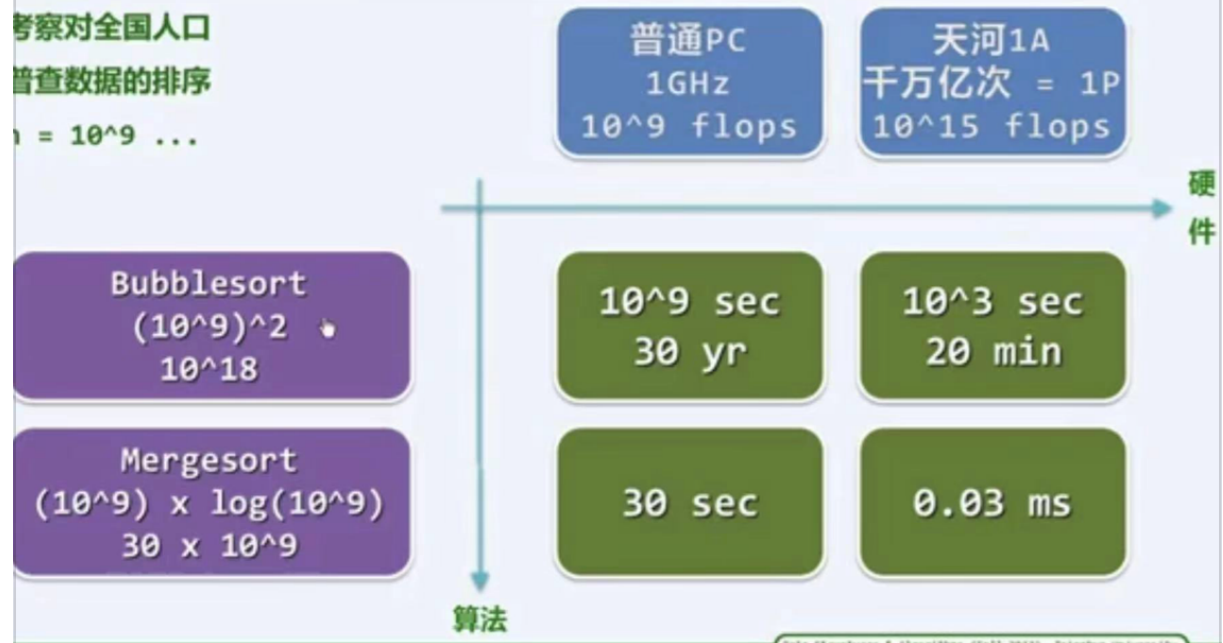 考察对全国人口
普查数据的排序
n = 10^9 ...
普通PC
1GHz
10^9 flops
天河1A
千万亿次 = 1P
10^15 flops
硬
件
Bubblesort
(10^9)^2
10^18
10^9 sec
30 yr
10^3 sec
20 min
Mergesort
(10^9) x log(10^9)
30 x 10^9
30 sec
0.03 ms
算法